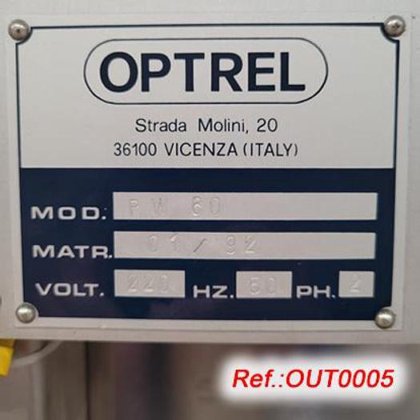 OPTREL
Strada Molini, 20
36100 VICENZA (ITALY)
MOD. P.W. 60
MATR. 01/92
VOLT. 220 HZ. 50 PH. 2
Ref.:OUT0005